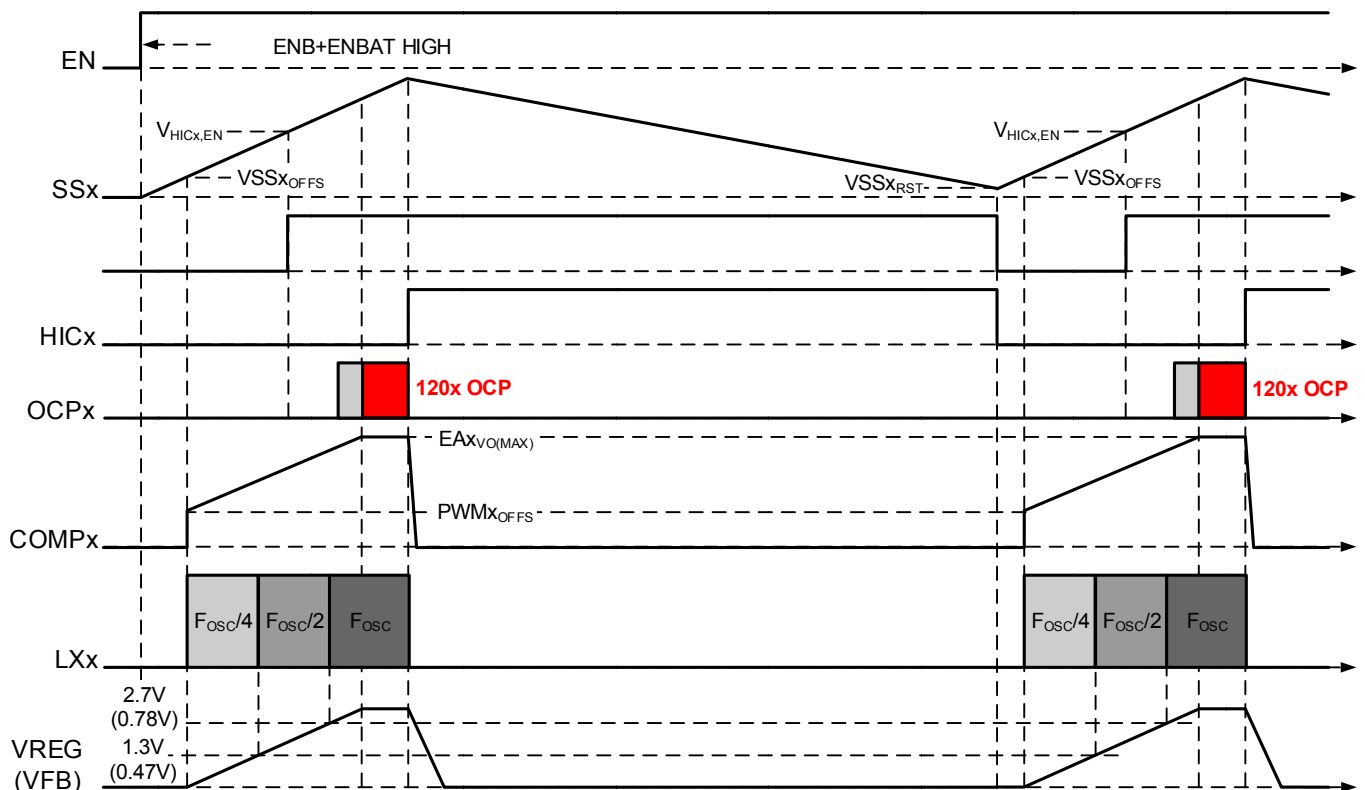 ENB+ENBAT HIGH
EN
VHICx,EN
VHICx,EN
VSSxOFFS
VSSxRST
VSSxOFFS
SSx
HICx
120x OCP
120x OCP
OCPx
EAxVO(MAX)
PWMxOFFS
COMPx
FOSC/4 FOSC/2 FOSC
FOSC/4 FOSC/2 FOSC
LXx
2.7V
(0.78V)
1.3V
(0.47V)
VREG
(VFB)